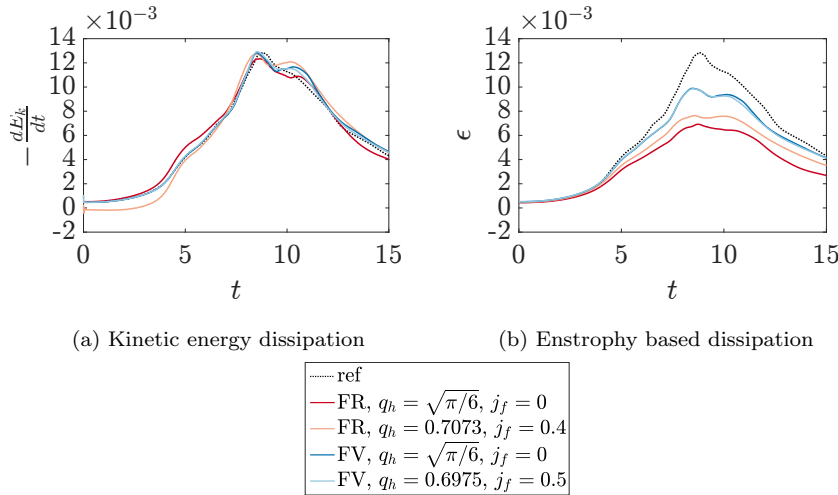 ×10⁻³ ×10⁻³
14 14
12 12
10 10
8 8
6 6
4 4
2 2
0 0
-2 -2
−dE_k/dt ϵ
0 5 10 15 0 5 10 15
t t
(a) Kinetic energy dissipation (b) Enstrophy based dissipation
ref
FR, q_h = √π/6, j_f = 0
FR, q_h = 0.7073, j_f = 0.4
FV, q_h = √π/6, j_f = 0
FV, q_h = 0.6975, j_f = 0.5